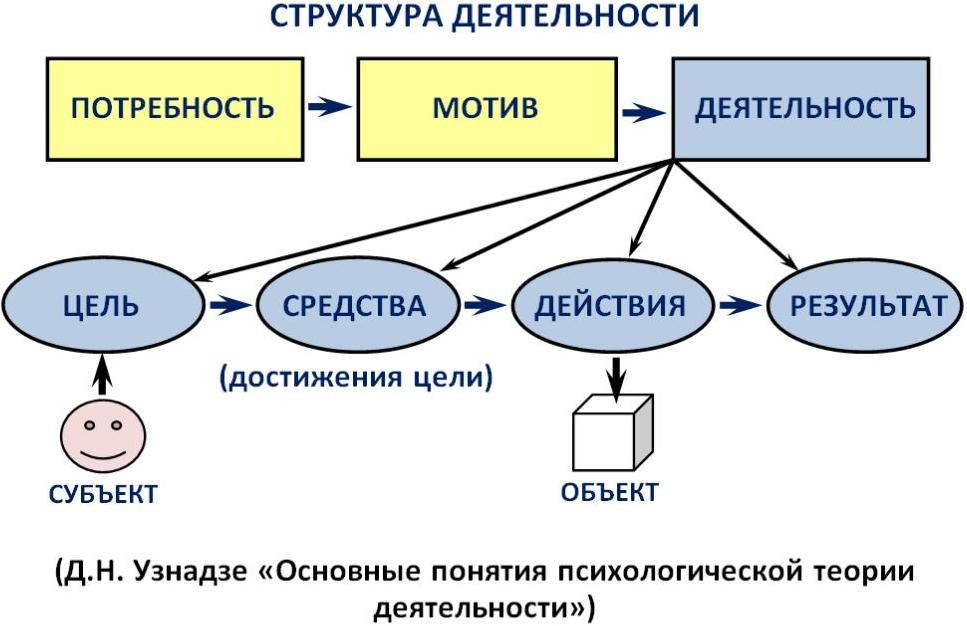 СТРУКТУРА ДЕЯТЕЛЬНОСТИ
ПОТРЕБНОСТЬ
МОТИВ
ДЕЯТЕЛЬНОСТЬ
ЦЕЛЬ
СРЕДСТВА
ДЕЙСТВИЯ
РЕЗУЛЬТАТ
(достижения цели)
СУБЪЕКТ
ОБЪЕКТ
(Д.Н. Узнадзе «Основные понятия психологической теории
деятельности»)